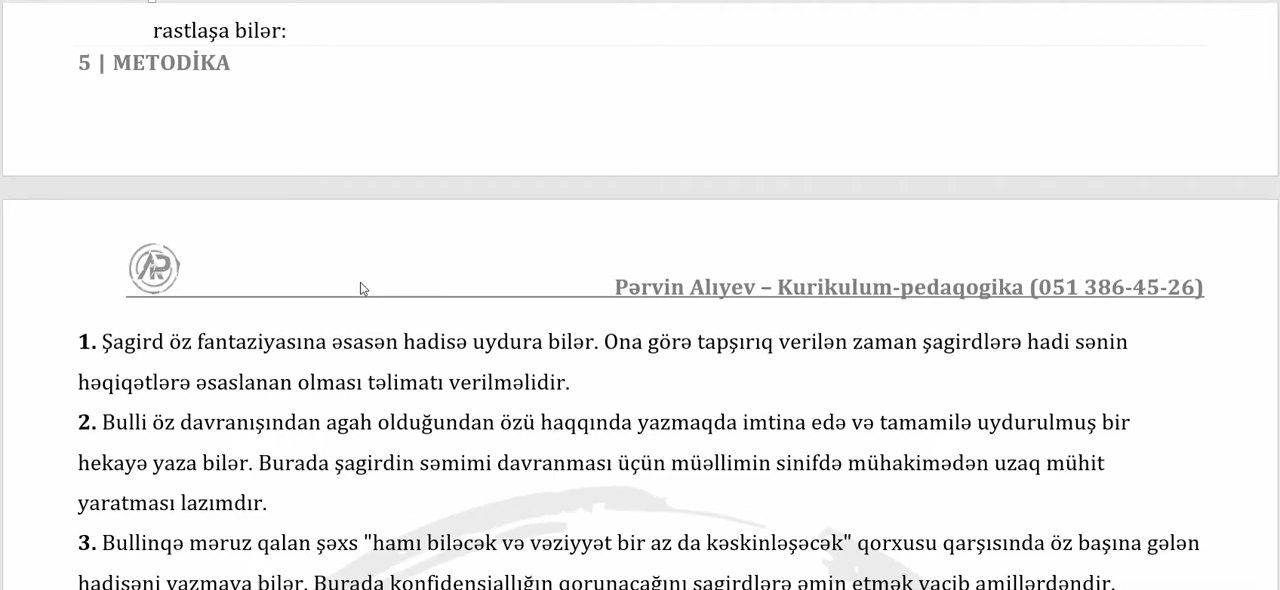 rastlaşa bilər:
5 | METODİKA
Pərvin Alıyev – Kurikulum-pedaqogika (051 386-45-26)
1. Şagird öz fantaziyasına əsasən hadisə uydura bilər. Ona görə tapşırıq verilən zaman şagirdlərə hadi sənin
həqiqətlərə əsaslanan olması təlimatı verilməlidir.
2. Bulli öz davranışından agah olduğundan özü haqqında yazmaqda imtina edə və tamamilə uydurulmuş bir
hekayə yaza bilər. Burada şagirdin səmimi davranması üçün müəllimin sinifdə mühakimədən uzaq mühit
yaratması lazımdır.
3. Bullinqə məruz qalan şəxs "hamı biləcək və vəziyyət bir az da kəskinləşəcək" qorxusu qarşısında öz başına gələn
hadisəni yazmaya bilər. Burada konfidensiallığın qorunacağını şagirdlərə əmin etmək vacib amillərdəndir.